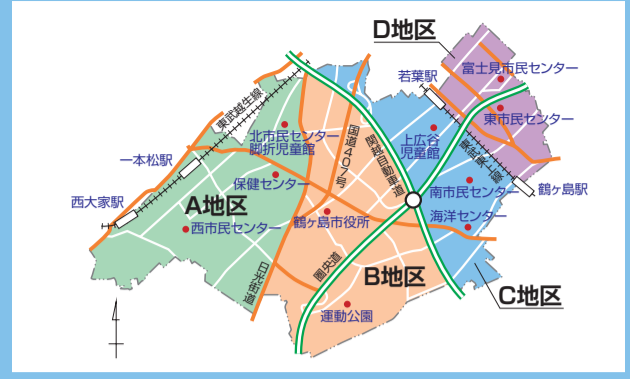 D地区
富士見市民センター
若葉駅
東武越生線
東市民センター
北市民センター
脚折児童館
国道407号
関越自動車道
上広谷
児童館
東武東上線
一本松駅
保健センター
南市民センター
鶴ヶ島駅
西大家駅
A地区
鶴ヶ島市役所
海洋センター
西市民センター
日光街道
圏央道
B地区
C地区
運動公園